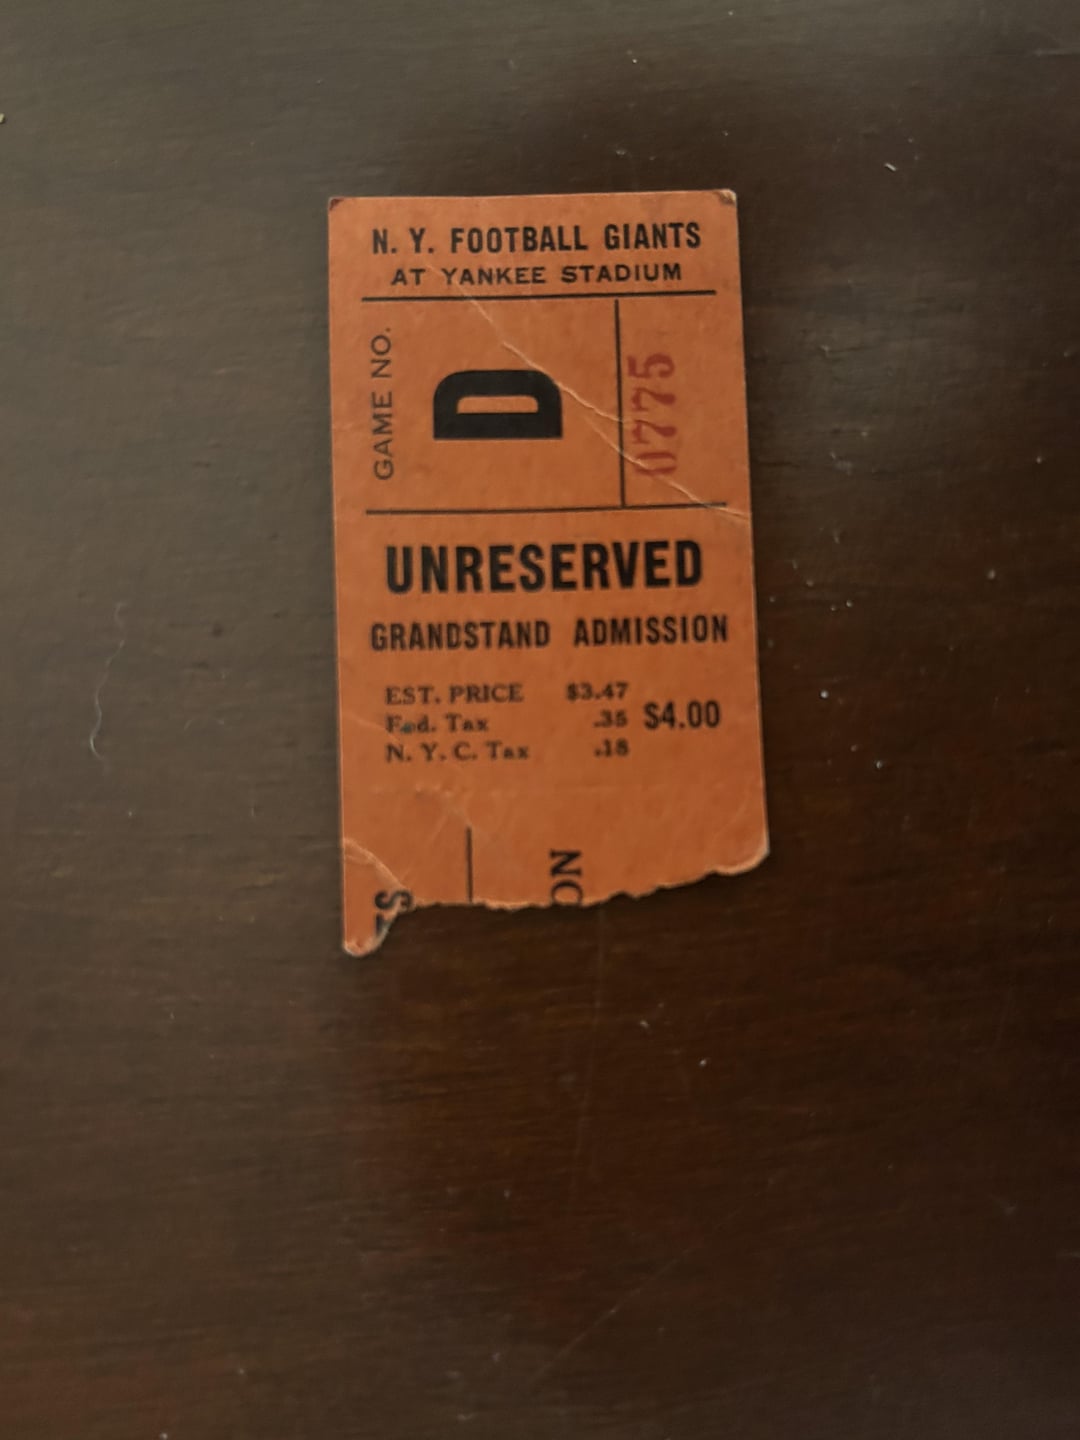 N. Y. FOOTBALL GIANTS
AT YANKEE STADIUM
GAME NO.
D
0775
UNRESERVED
GRANDSTAND ADMISSION
EST. PRICE $3.47
Fed. Tax .35 $4.00
N. Y. C. Tax .18
ON